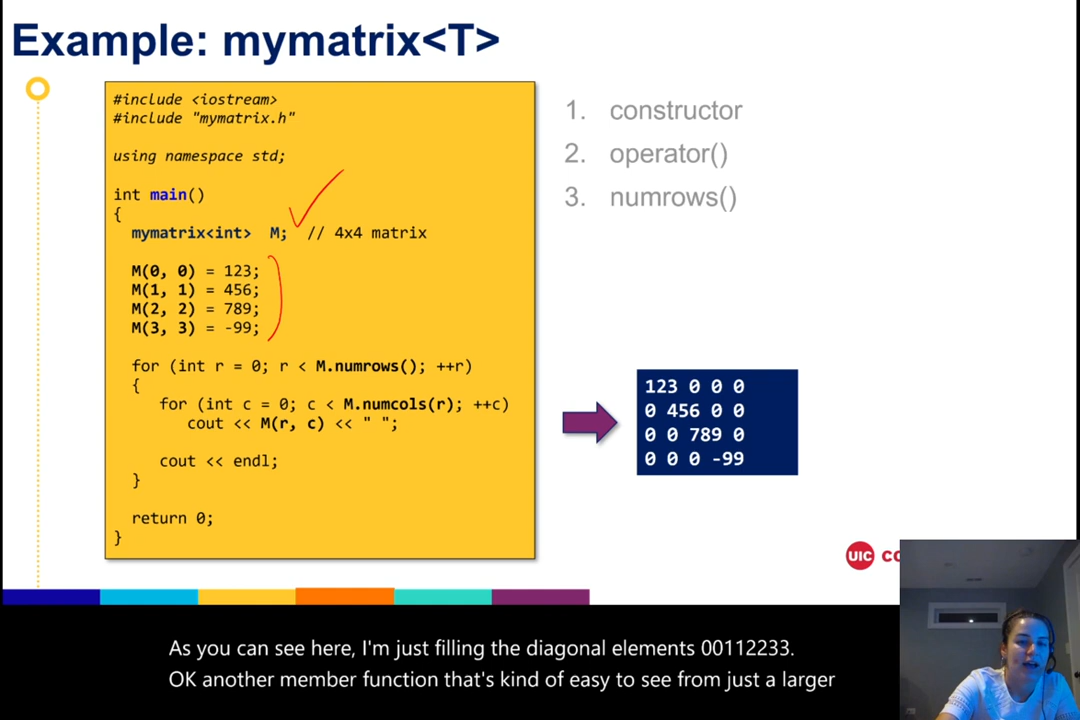 Example: mymatrix<T>
#include <iostream>
#include "mymatrix.h"
using namespace std;
int main()
{
mymatrix<int> M; // 4x4 matrix
M(0, 0) = 123;
M(1, 1) = 456;
M(2, 2) = 789;
M(3, 3) = -99;
for (int r = 0; r < M.numrows(); ++r)
{
for (int c = 0; c < M.numcols(r); ++c)
cout << M(r, c) << " ";
cout << endl;
}
return 0;
}
1. constructor
2. operator()
3. numrows()
123 0 0 0
0 456 0 0
0 0 789 0
0 0 0 -99
UIC
As you can see here, I'm just filling the diagonal elements 00112233.
OK another member function that's kind of easy to see from just a larger